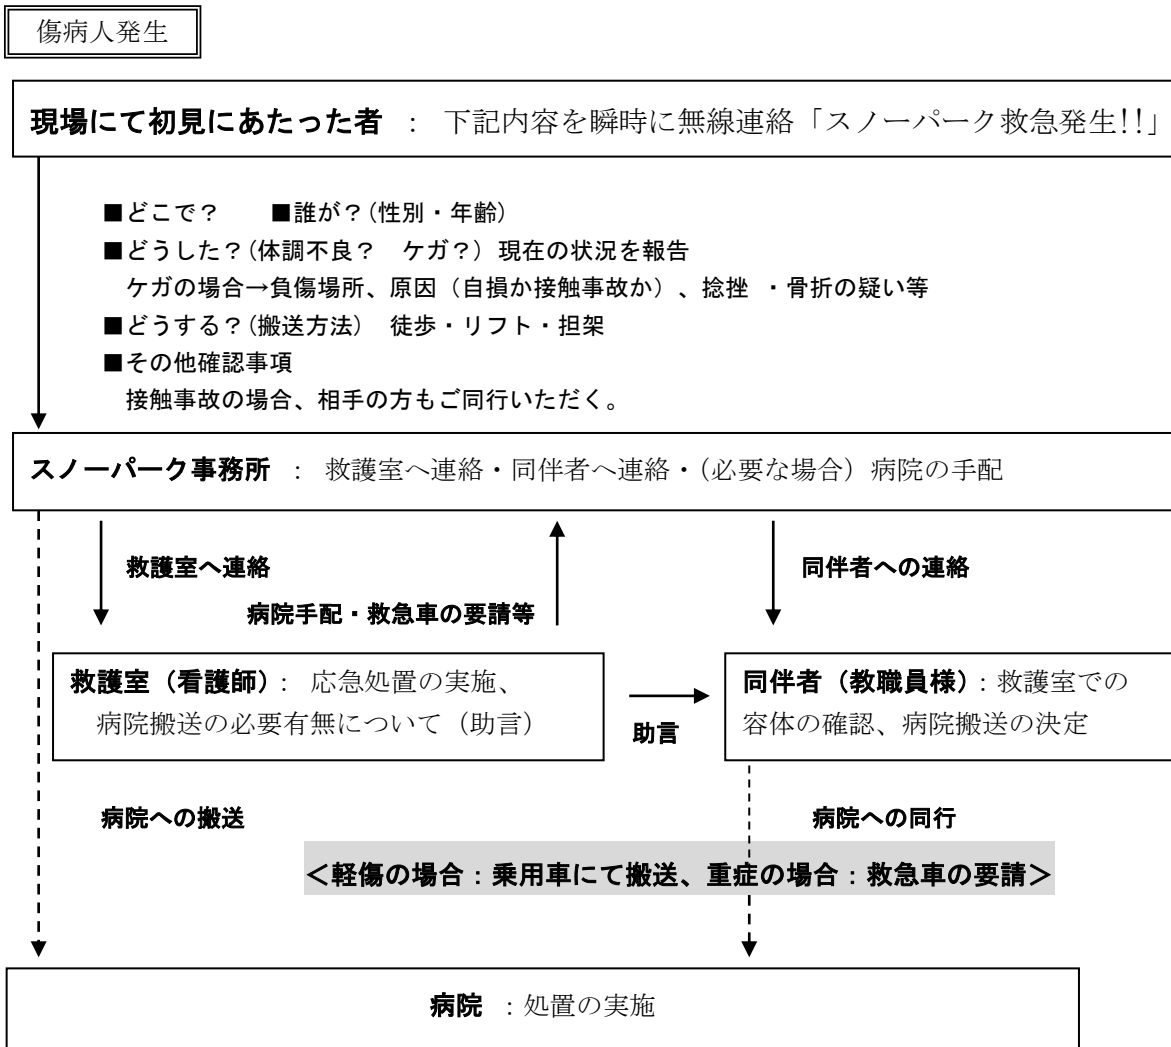 傷病人発生
現場にて初見にあたった者 : 下記内容を瞬時に無線連絡「スノーパーク救急発生!!」
■どこで？ ■誰が？(性別・年齢)
■どうした？(体調不良？ ケガ？) 現在の状況を報告
ケガの場合→負傷場所、原因（自損か接触事故か）、捻挫 ・骨折の疑い等
■どうする？(搬送方法) 徒歩・リフト・担架
■その他確認事項
接触事故の場合、相手の方もご同行いただく。
スノーパーク事務所 : 救護室へ連絡・同伴者へ連絡・(必要な場合) 病院の手配
救護室へ連絡
同伴者への連絡
病院手配・救急車の要請等
救護室（看護師）: 応急処置の実施、
病院搬送の必要有無について（助言）
助言
同伴者（教職員様）: 救護室での
容体の確認、病院搬送の決定
病院への搬送
病院への同行
＜軽傷の場合：乗用車にて搬送、重症の場合：救急車の要請＞
病院 : 処置の実施